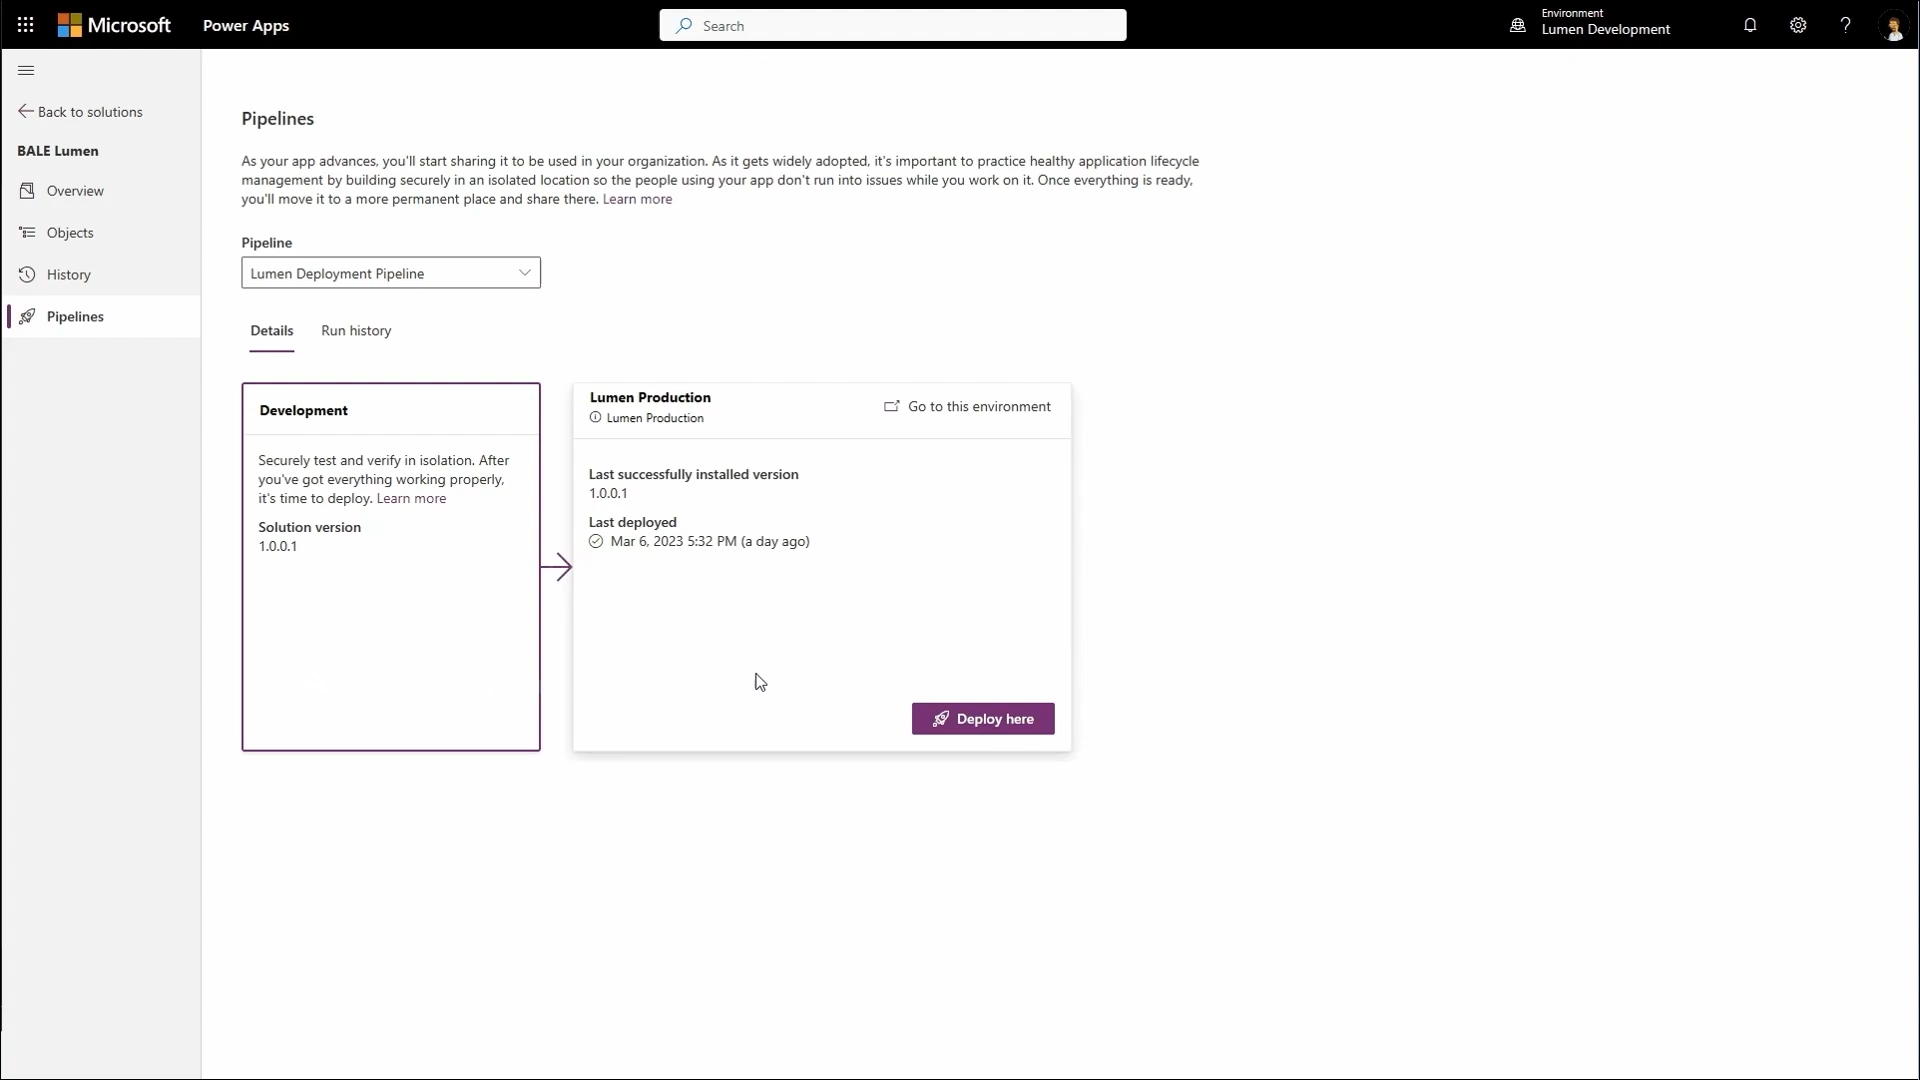 Microsoft
Power Apps
Search
Environment
Lumen Development
Back to solutions
BALE Lumen
Overview
Objects
History
Pipelines
Pipelines
As your app advances, you'll start sharing it to be used in your organization. As it gets widely adopted, it's important to practice healthy application lifecycle
management by building securely in an isolated location so the people using your app don't run into issues while you work on it. Once everything is ready,
you'll move it to a more permanent place and share there. Learn more
Pipeline
Lumen Deployment Pipeline
Details
Run history
Development
Securely test and verify in isolation. After
you've got everything working properly,
it's time to deploy. Learn more
Solution version
1.0.0.1
Lumen Production
Lumen Production
Go to this environment
Last successfully installed version
1.0.0.1
Last deployed
Mar 6, 2023 5:32 PM (a day ago)
Deploy here